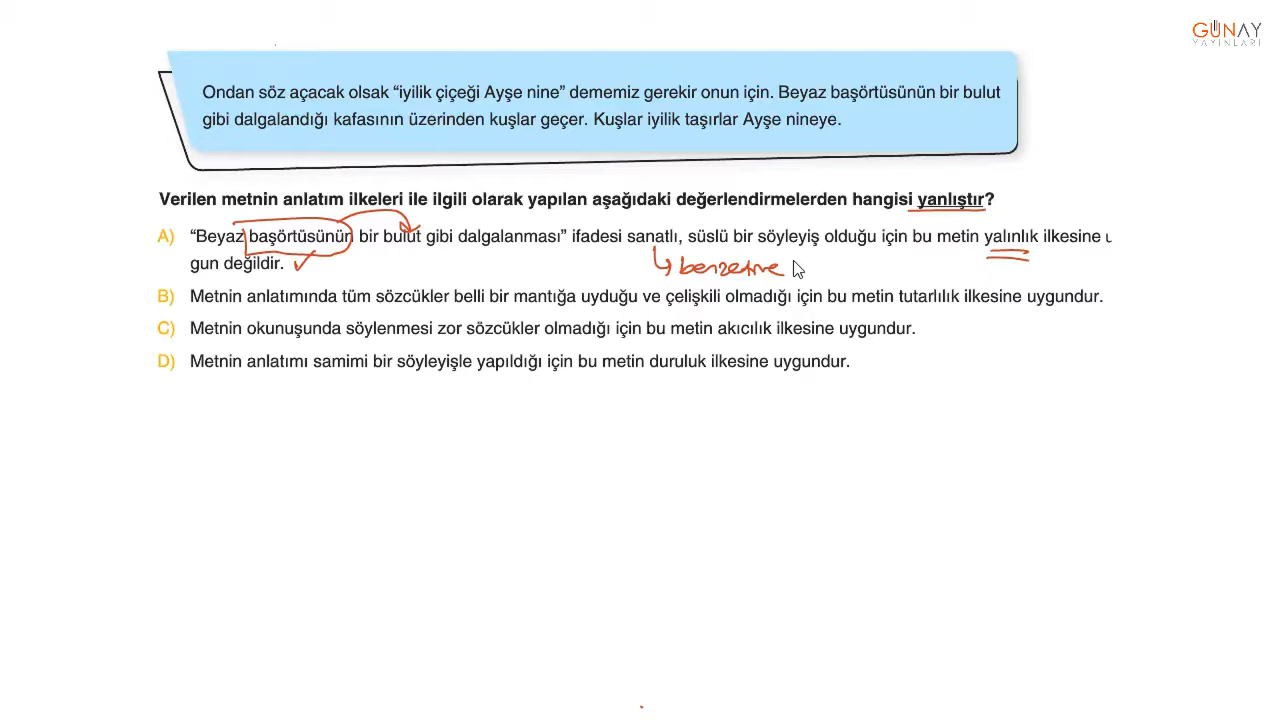 GÜNAY
YAYINLARI
Ondan söz açacak olsak “iyilik çiçeği Ayşe nine” dememiz gerekir onun için. Beyaz başörtüsünün bir bulut
gibi dalgalandığı kafasının üzerinden kuşlar geçer. Kuşlar iyilik taşırlar Ayşe nineye.
Verilen metnin anlatım ilkeleri ile ilgili olarak yapılan aşağıdaki değerlendirmelerden hangisi yanlıştır?
A) “Beyaz başörtüsünün bir bulut gibi dalgalanması” ifadesi sanatlı, süslü bir söyleyiş olduğu için bu metin yalınlık ilkesine u
gun değildir.
benzetme
B) Metnin anlatımında tüm sözcükler belli bir mantığa uyduğu ve çelişkili olmadığı için bu metin tutarlılık ilkesine uygundur.
C) Metnin okunuşunda söylenmesi zor sözcükler olmadığı için bu metin akıcılık ilkesine uygundur.
D) Metnin anlatımı samimi bir söyleyişle yapıldığı için bu metin duruluk ilkesine uygundur.